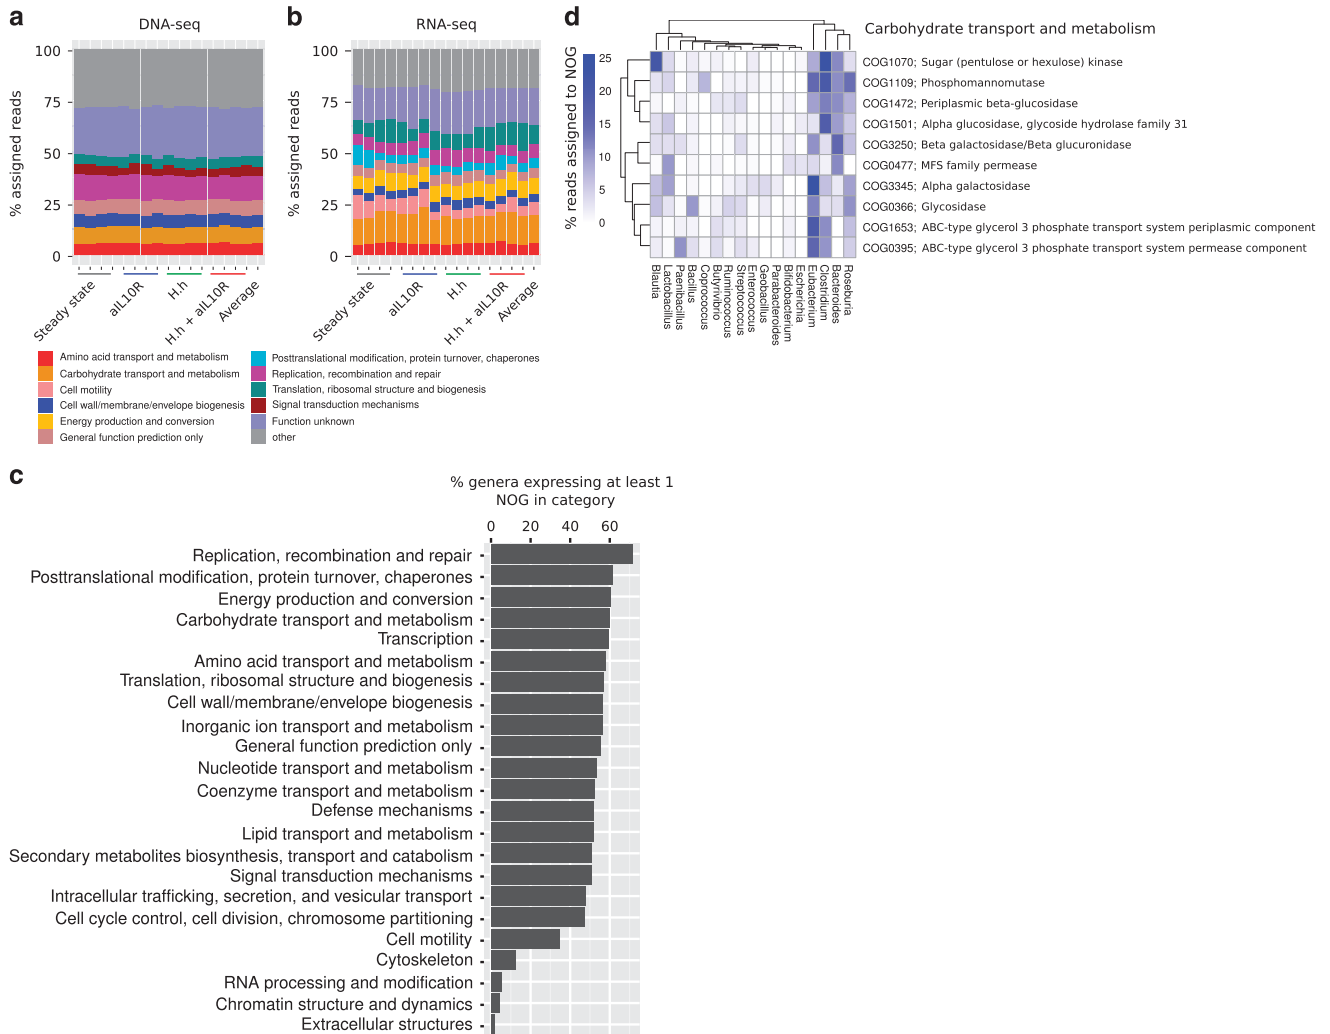 a
DNA-seq
% assigned reads
100
75
50
25
0
Steady state
aIL10R
H.h
H.h + aIL10R
Average
b
RNA-seq
% assigned reads
100
75
50
25
0
Steady state
aIL10R
H.h
H.h + aIL10R
Average
Amino acid transport and metabolism
Carbohydrate transport and metabolism
Cell motility
Cell wall/membrane/envelope biogenesis
Energy production and conversion
General function prediction only
Posttranslational modification, protein turnover, chaperones
Replication, recombination and repair
Translation, ribosomal structure and biogenesis
Signal transduction mechanisms
Function unknown
other
d
Carbohydrate transport and metabolism
% reads assigned to NOG
25
20
15
10
5
0
COG1070; Sugar (pentulose or hexulose) kinase
COG1109; Phosphomannomutase
COG1472; Periplasmic beta-glucosidase
COG1501; Alpha glucosidase, glycoside hydrolase family 31
COG3250; Beta galactosidase/Beta glucuronidase
COG0477; MFS family permease
COG3345; Alpha galactosidase
COG0366; Glycosidase
COG1653; ABC-type glycerol 3 phosphate transport system periplasmic component
COG0395; ABC-type glycerol 3 phosphate transport system permease component
Blautia
Lactobacillus
Paenibacillus
Bacillus
Coprococcus
Butyrivibrio
Ruminococcus
Streptococcus
Enterococcus
Geobacillus
Parabacteroides
Bifidobacterium
Escherichia
Eubacterium
Clostridium
Bacteroides
Roseburia
c
% genera expressing at least 1
NOG in category
0 20 40 60
Replication, recombination and repair
Posttranslational modification, protein turnover, chaperones
Energy production and conversion
Carbohydrate transport and metabolism
Transcription
Amino acid transport and metabolism
Translation, ribosomal structure and biogenesis
Cell wall/membrane/envelope biogenesis
Inorganic ion transport and metabolism
General function prediction only
Nucleotide transport and metabolism
Coenzyme transport and metabolism
Defense mechanisms
Lipid transport and metabolism
Secondary metabolites biosynthesis, transport and catabolism
Signal transduction mechanisms
Intracellular trafficking, secretion, and vesicular transport
Cell cycle control, cell division, chromosome partitioning
Cell motility
Cytoskeleton
RNA processing and modification
Chromatin structure and dynamics
Extracellular structures